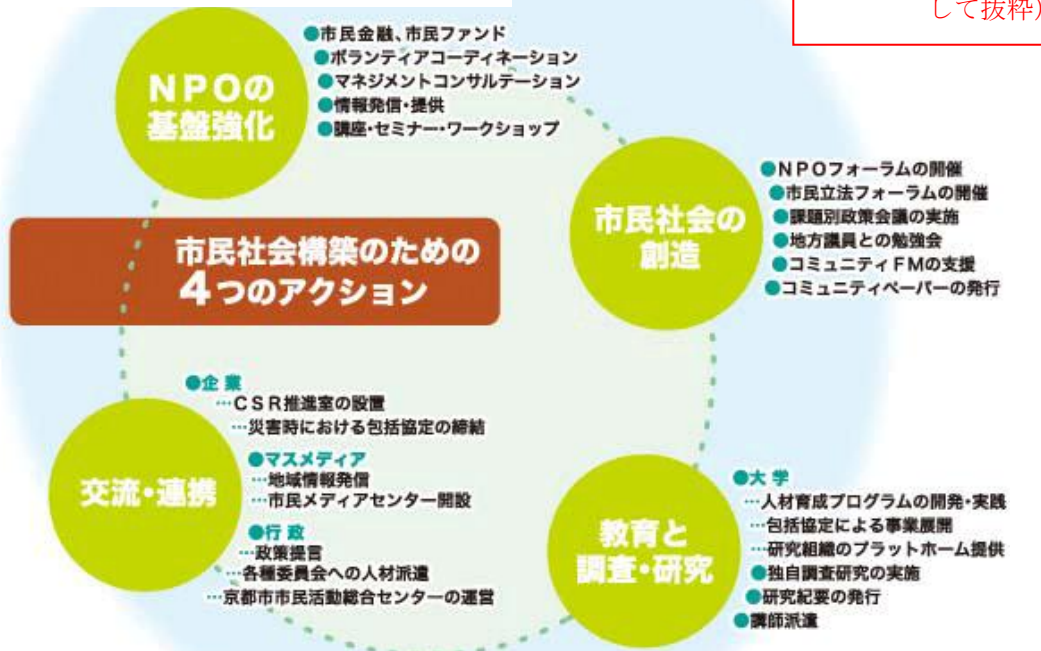 して抜粋）
NPOの
基盤強化
●市民金融、市民ファンド
●ボランティアコーディネーション
●マネジメントコンサルテーション
●情報発信・提供
●講座・セミナー・ワークショップ
市民社会の
創造
●NPOフォーラムの開催
●市民立法フォーラムの開催
●課題別政策会議の実施
●地方議員との勉強会
●コミュニティFMの支援
●コミュニティペーパーの発行
市民社会構築のための
4つのアクション
交流・連携
●企業
…CSR推進室の設置
…災害時における包括協定の締結
●マスメディア
…地域情報発信
…市民メディアセンター開設
●行政
…政策提言
…各種委員会への人材派遣
…京都市市民活動総合センターの運営
教育と
調査・研究
●大学
…人材育成プログラムの開発・実践
…包括協定による事業展開
…研究組織のプラットホーム提供
●独自調査研究の実施
●研究紀要の発行
●講師派遣